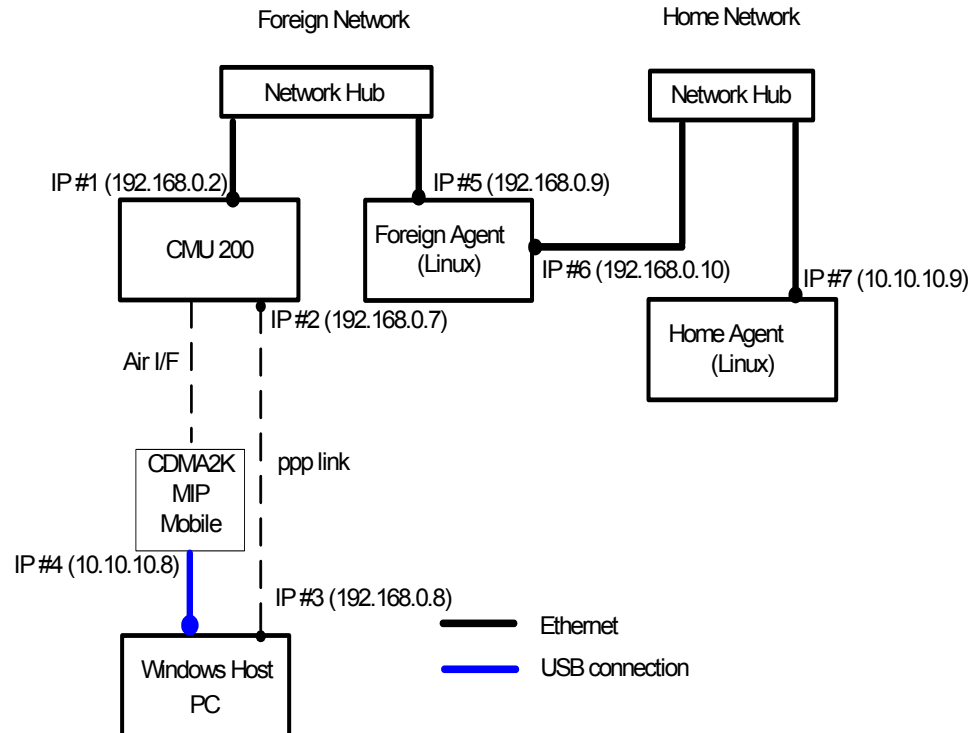 Foreign Network
Home Network
Network Hub
Network Hub
IP #1 (192.168.0.2)
IP #5 (192.168.0.9)
CMU 200
Foreign Agent
(Linux)
IP #6 (192.168.0.10)
IP #7 (10.10.10.9)
IP #2 (192.168.0.7)
Home Agent
(Linux)
Air I/F
CDMA2K
MIP
Mobile
ppp link
IP #4 (10.10.10.8)
IP #3 (192.168.0.8)
Ethernet
USB connection
Windows Host
PC